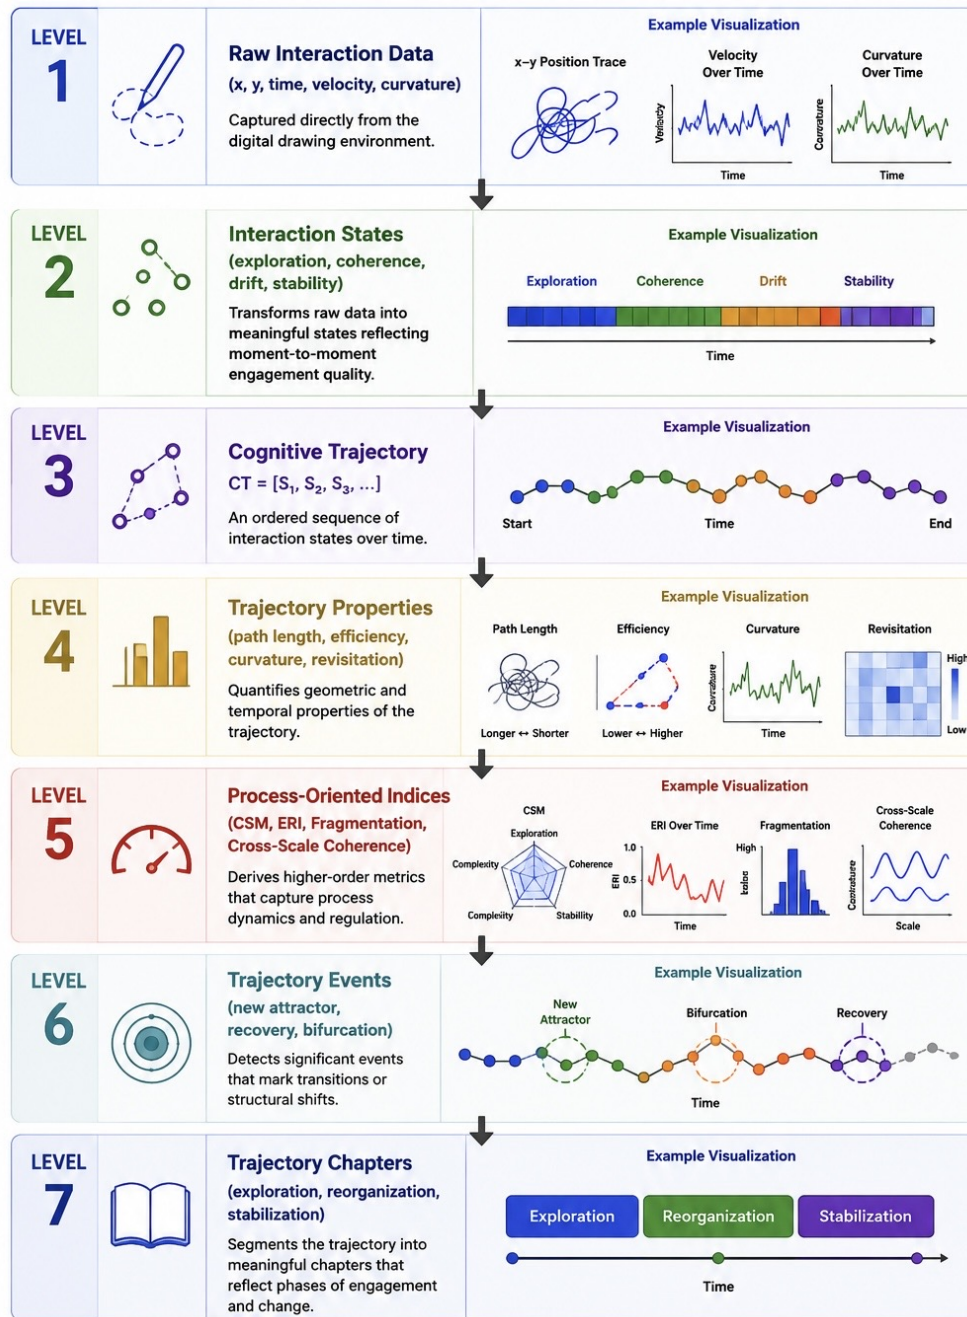 LEVEL
1
Raw Interaction Data
(x, y, time, velocity, curvature)
Captured directly from the
digital drawing environment.
Example Visualization
x–y Position Trace
Velocity
Over Time
Time
Curvature
Over Time
Time
LEVEL
2
Interaction States
(exploration, coherence,
drift, stability)
Transforms raw data into
meaningful states reflecting
moment-to-moment
engagement quality.
Example Visualization
Exploration
Coherence
Drift
Stability
Time
LEVEL
3
Cognitive Trajectory
CT = [S₁, S₂, S₃, ...]
An ordered sequence of
interaction states over time.
Example Visualization
Start
Time
End
LEVEL
4
Trajectory Properties
(path length, efficiency,
curvature, revisitation)
Quantifies geometric and
temporal properties of the
trajectory.
Example Visualization
Path Length
Longer ↔ Shorter
Efficiency
Lower ↔ Higher
Curvature
Time
Revisitation
High
Low
LEVEL
5
Process-Oriented Indices
(CSM, ERI, Fragmentation,
Cross-Scale Coherence)
Derives higher-order metrics
that capture process
dynamics and regulation.
Example Visualization
CSM
Exploration
Complexity
Coherence
Complexity
Stability
ERI Over Time
1.0
0.5
0.0
ERI
Time
Fragmentation
High
Cross-Scale
Coherence
Scale
LEVEL
6
Trajectory Events
(new attractor,
recovery, bifurcation)
Detects significant events
that mark transitions or
structural shifts.
Example Visualization
New
Attractor
Bifurcation
Recovery
Time
LEVEL
7
Trajectory Chapters
(exploration, reorganization,
stabilization)
Segments the trajectory into
meaningful chapters that
reflect phases of engagement
and change.
Example Visualization
Exploration
Reorganization
Stabilization
Time